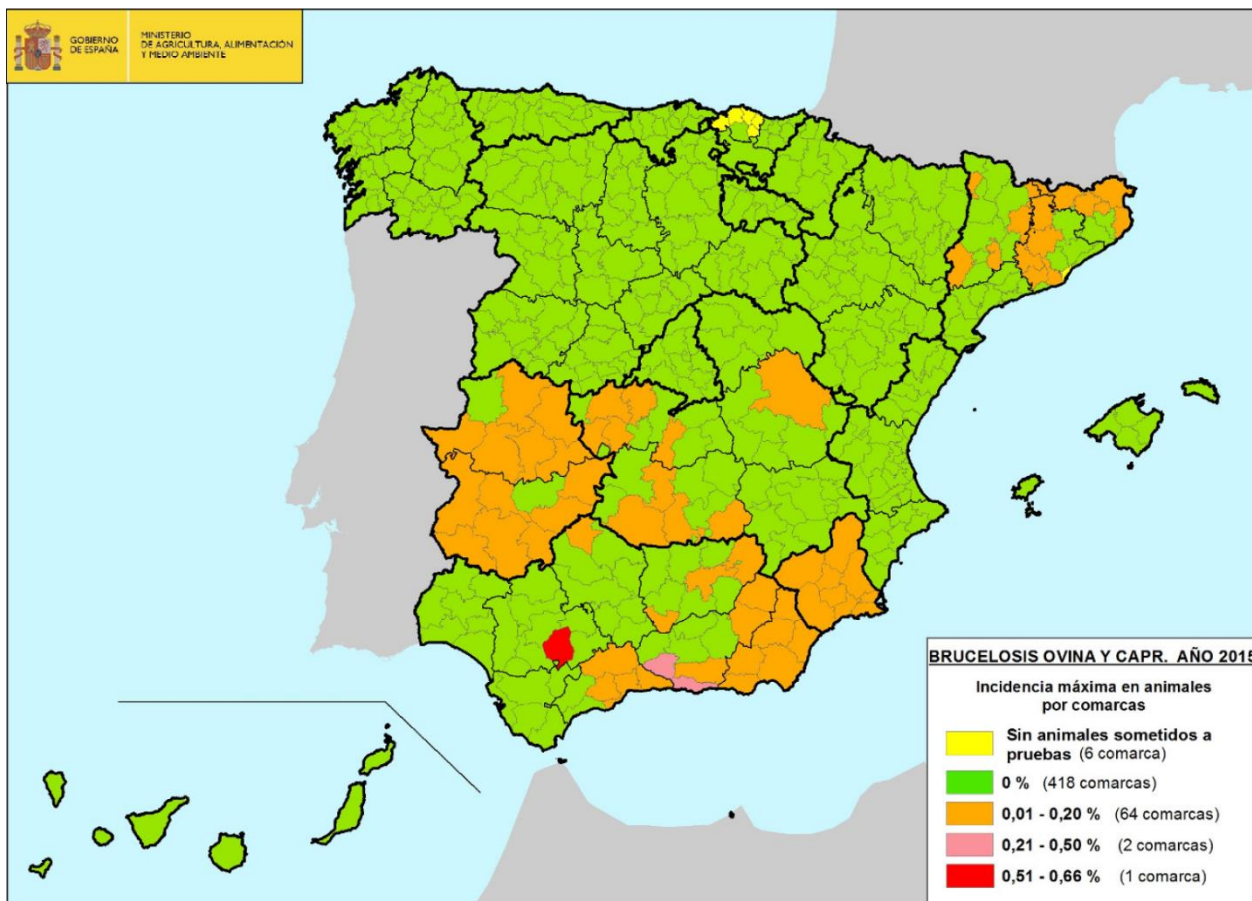 GOBIERNO
DE ESPAÑA
MINISTERIO
DE AGRICULTURA, ALIMENTACIÓN
Y MEDIO AMBIENTE
BRUCELOSIS OVINA Y CAPR. AÑO 2015
Incidencia máxima en animales
por comarcas
Sin animales sometidos a
pruebas (6 comarca)
0 % (418 comarcas)
0,01 - 0,20 % (64 comarcas)
0,21 - 0,50 % (2 comarcas)
0,51 - 0,66 % (1 comarca)